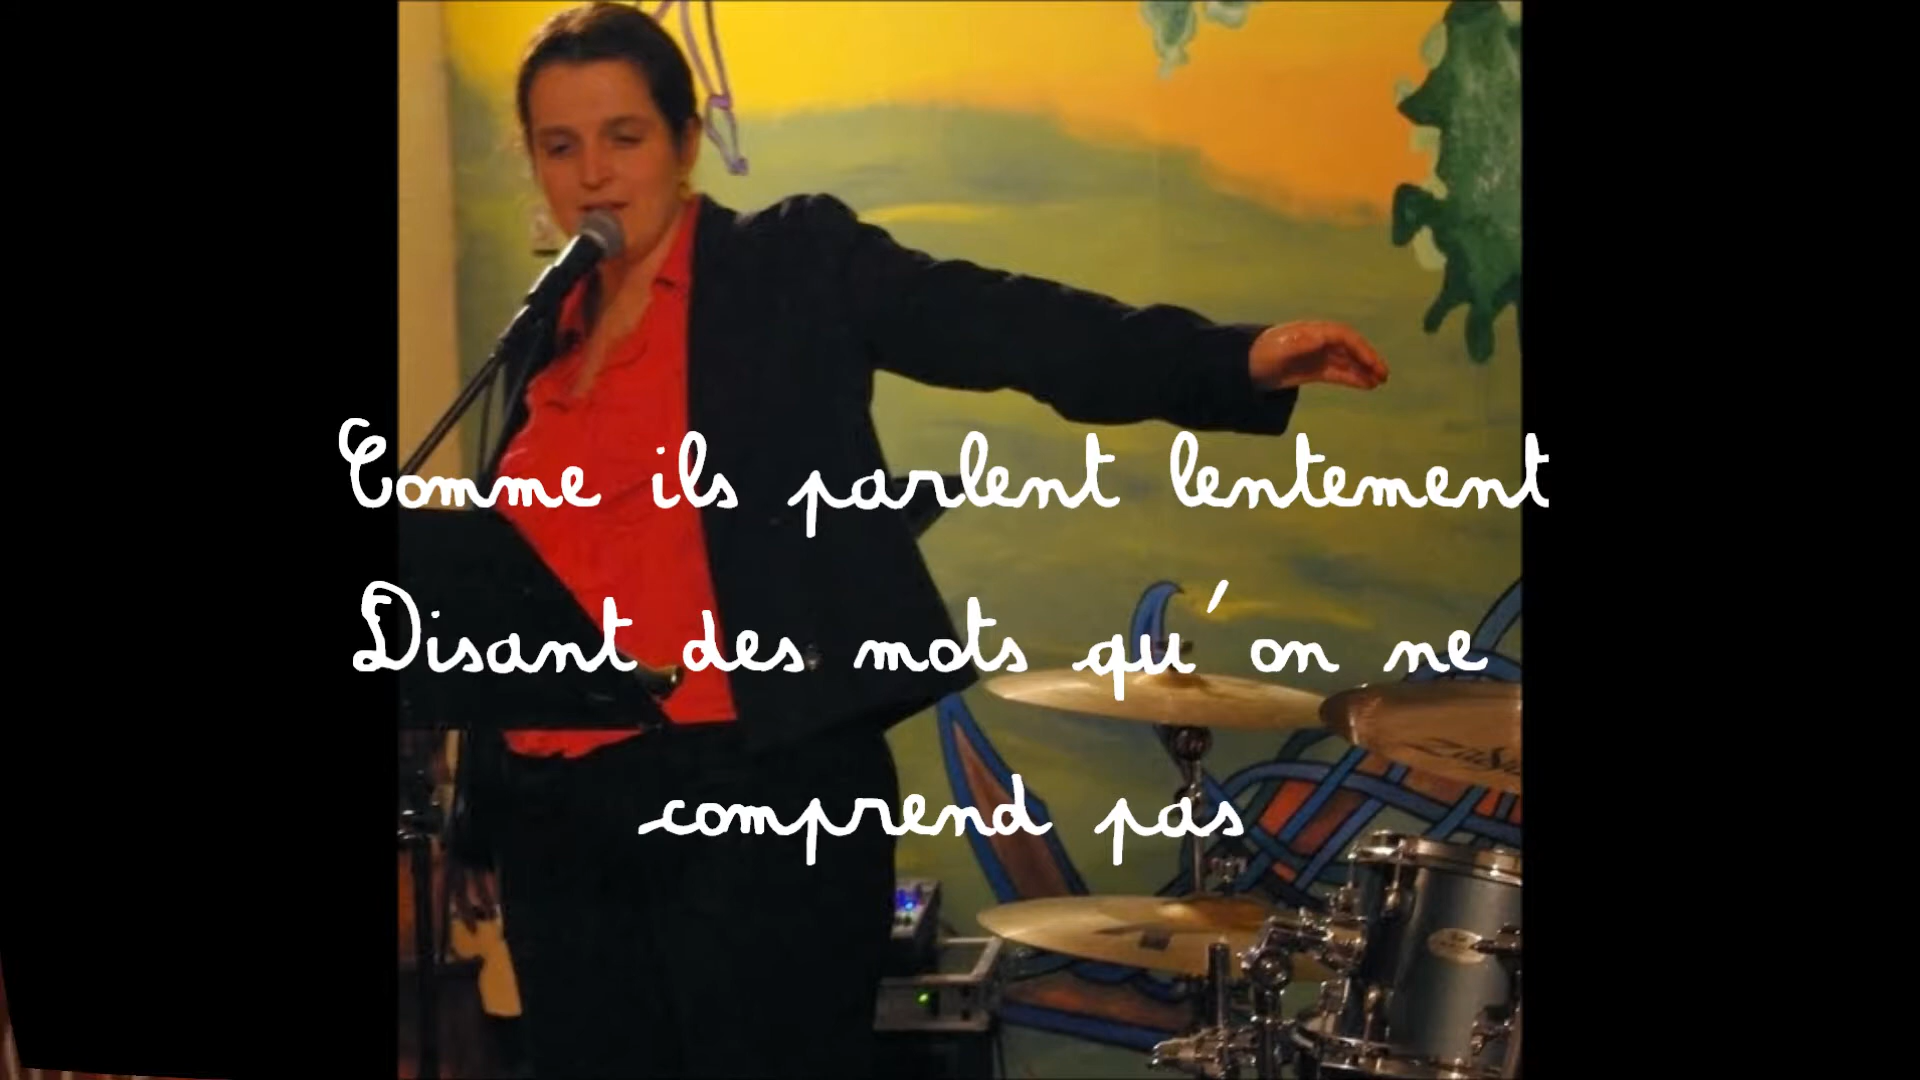 Comme ils parlent lentement
Disant des mots qu'on ne
comprend pas